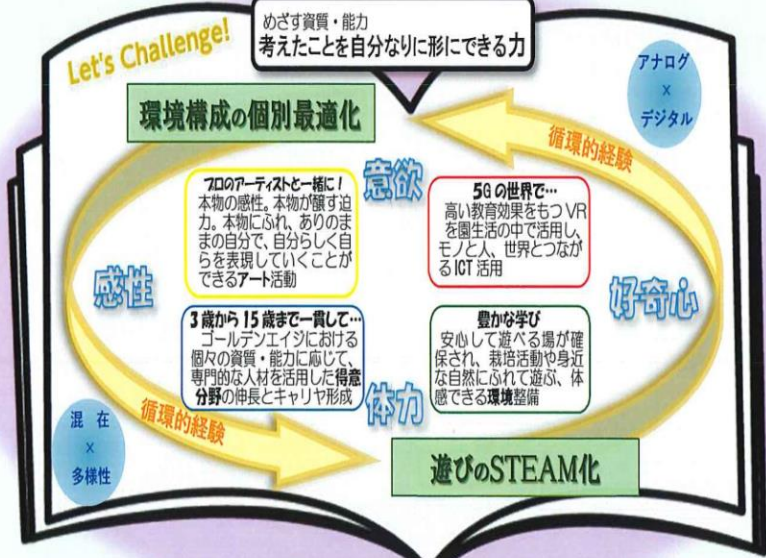 めざす資質・能力
考えたことを自分なりに形にできる力
Let's Challenge!
アナログ
×
デジタル
環境構成の個別最適化
循環的経験
意欲
プロのアーティストと一緒に!
本物の感性。本物が醸す迫
力。本物にふれ、ありのま
まの自分で、自分らしく自
らを表現していくことが
できるアート活動
5Gの世界で…
高い教育効果をもつVR
を園生活の中で活用し、
モノと人、世界とつなが
るICT活用
感性
好奇心
3歳から15歳まで一貫して…
ゴールデンエイジにおける
個々の資質・能力に応じて、
専門的な人材を活用した得意
分野の伸長とキャリヤ形成
豊かな学び
安心して遊べる場が確
保され、栽培活動や身近
な自然にふれて遊ぶ、体
感できる環境整備
体力
循環的経験
混在
×
多様性
遊びのSTEAM化